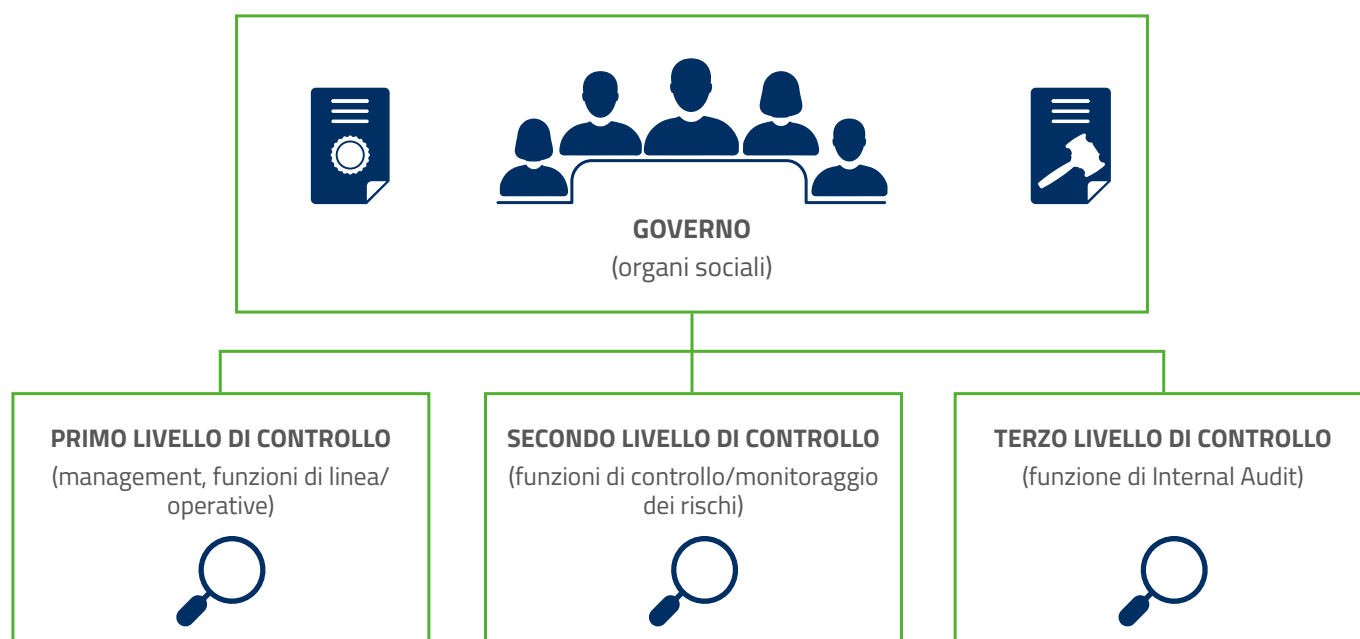 GOVERNO
(organi sociali)
PRIMO LIVELLO DI CONTROLLO
(management, funzioni di linea/
operative)
SECONDO LIVELLO DI CONTROLLO
(funzioni di controllo/monitoraggio
dei rischi)
TERZO LIVELLO DI CONTROLLO
(funzione di Internal Audit)